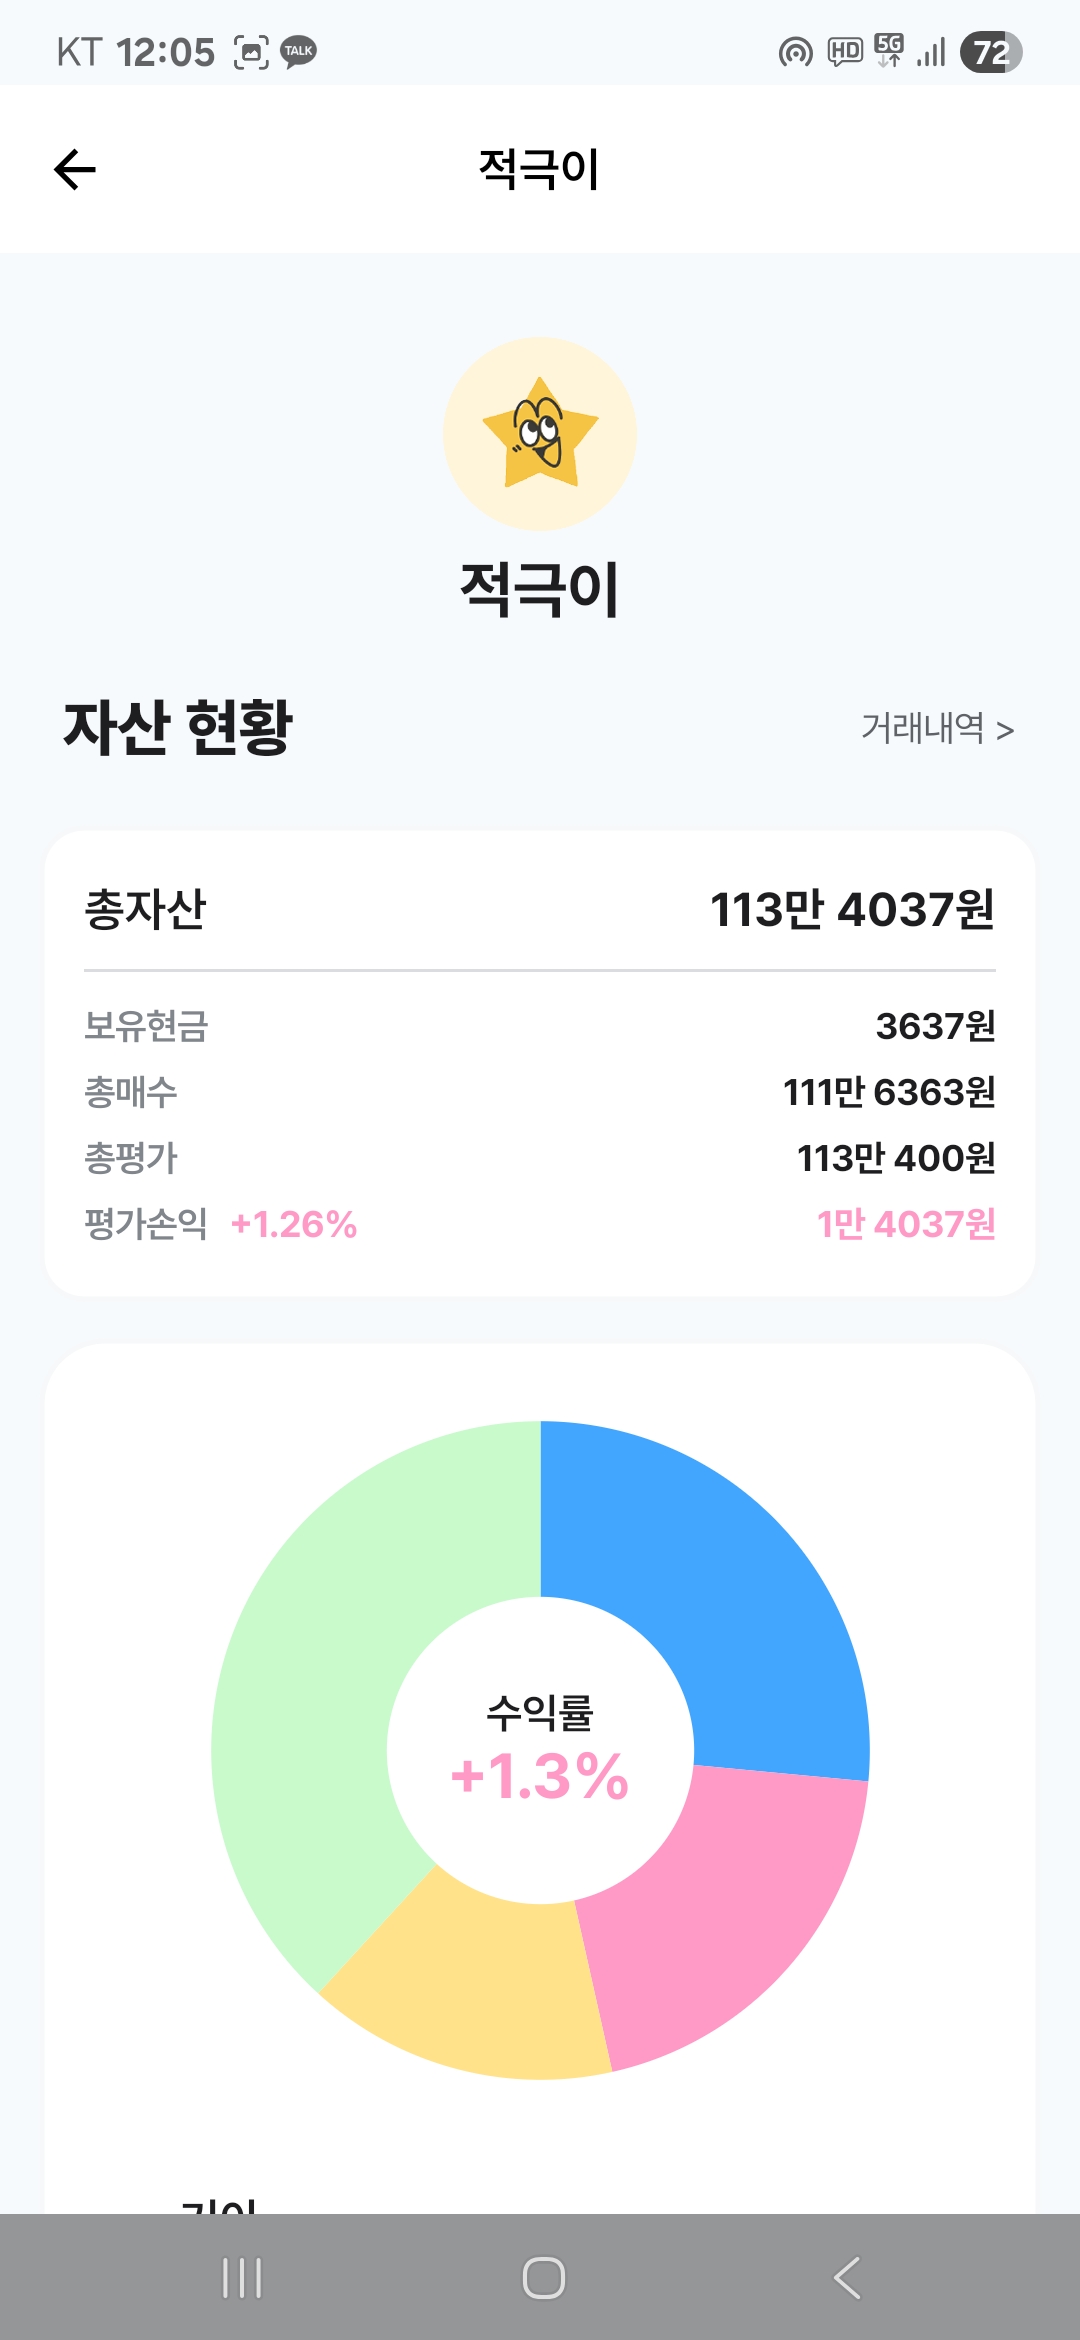 KT 12:05 TALK HD 5G 72
적극이
적극이
자산 현황 거래내역 >
총자산 113만 4037원
보유현금 3637원
총매수 111만 6363원
총평가 113만 400원
평가손익 +1.26% 1만 4037원
수익률
+1.3%